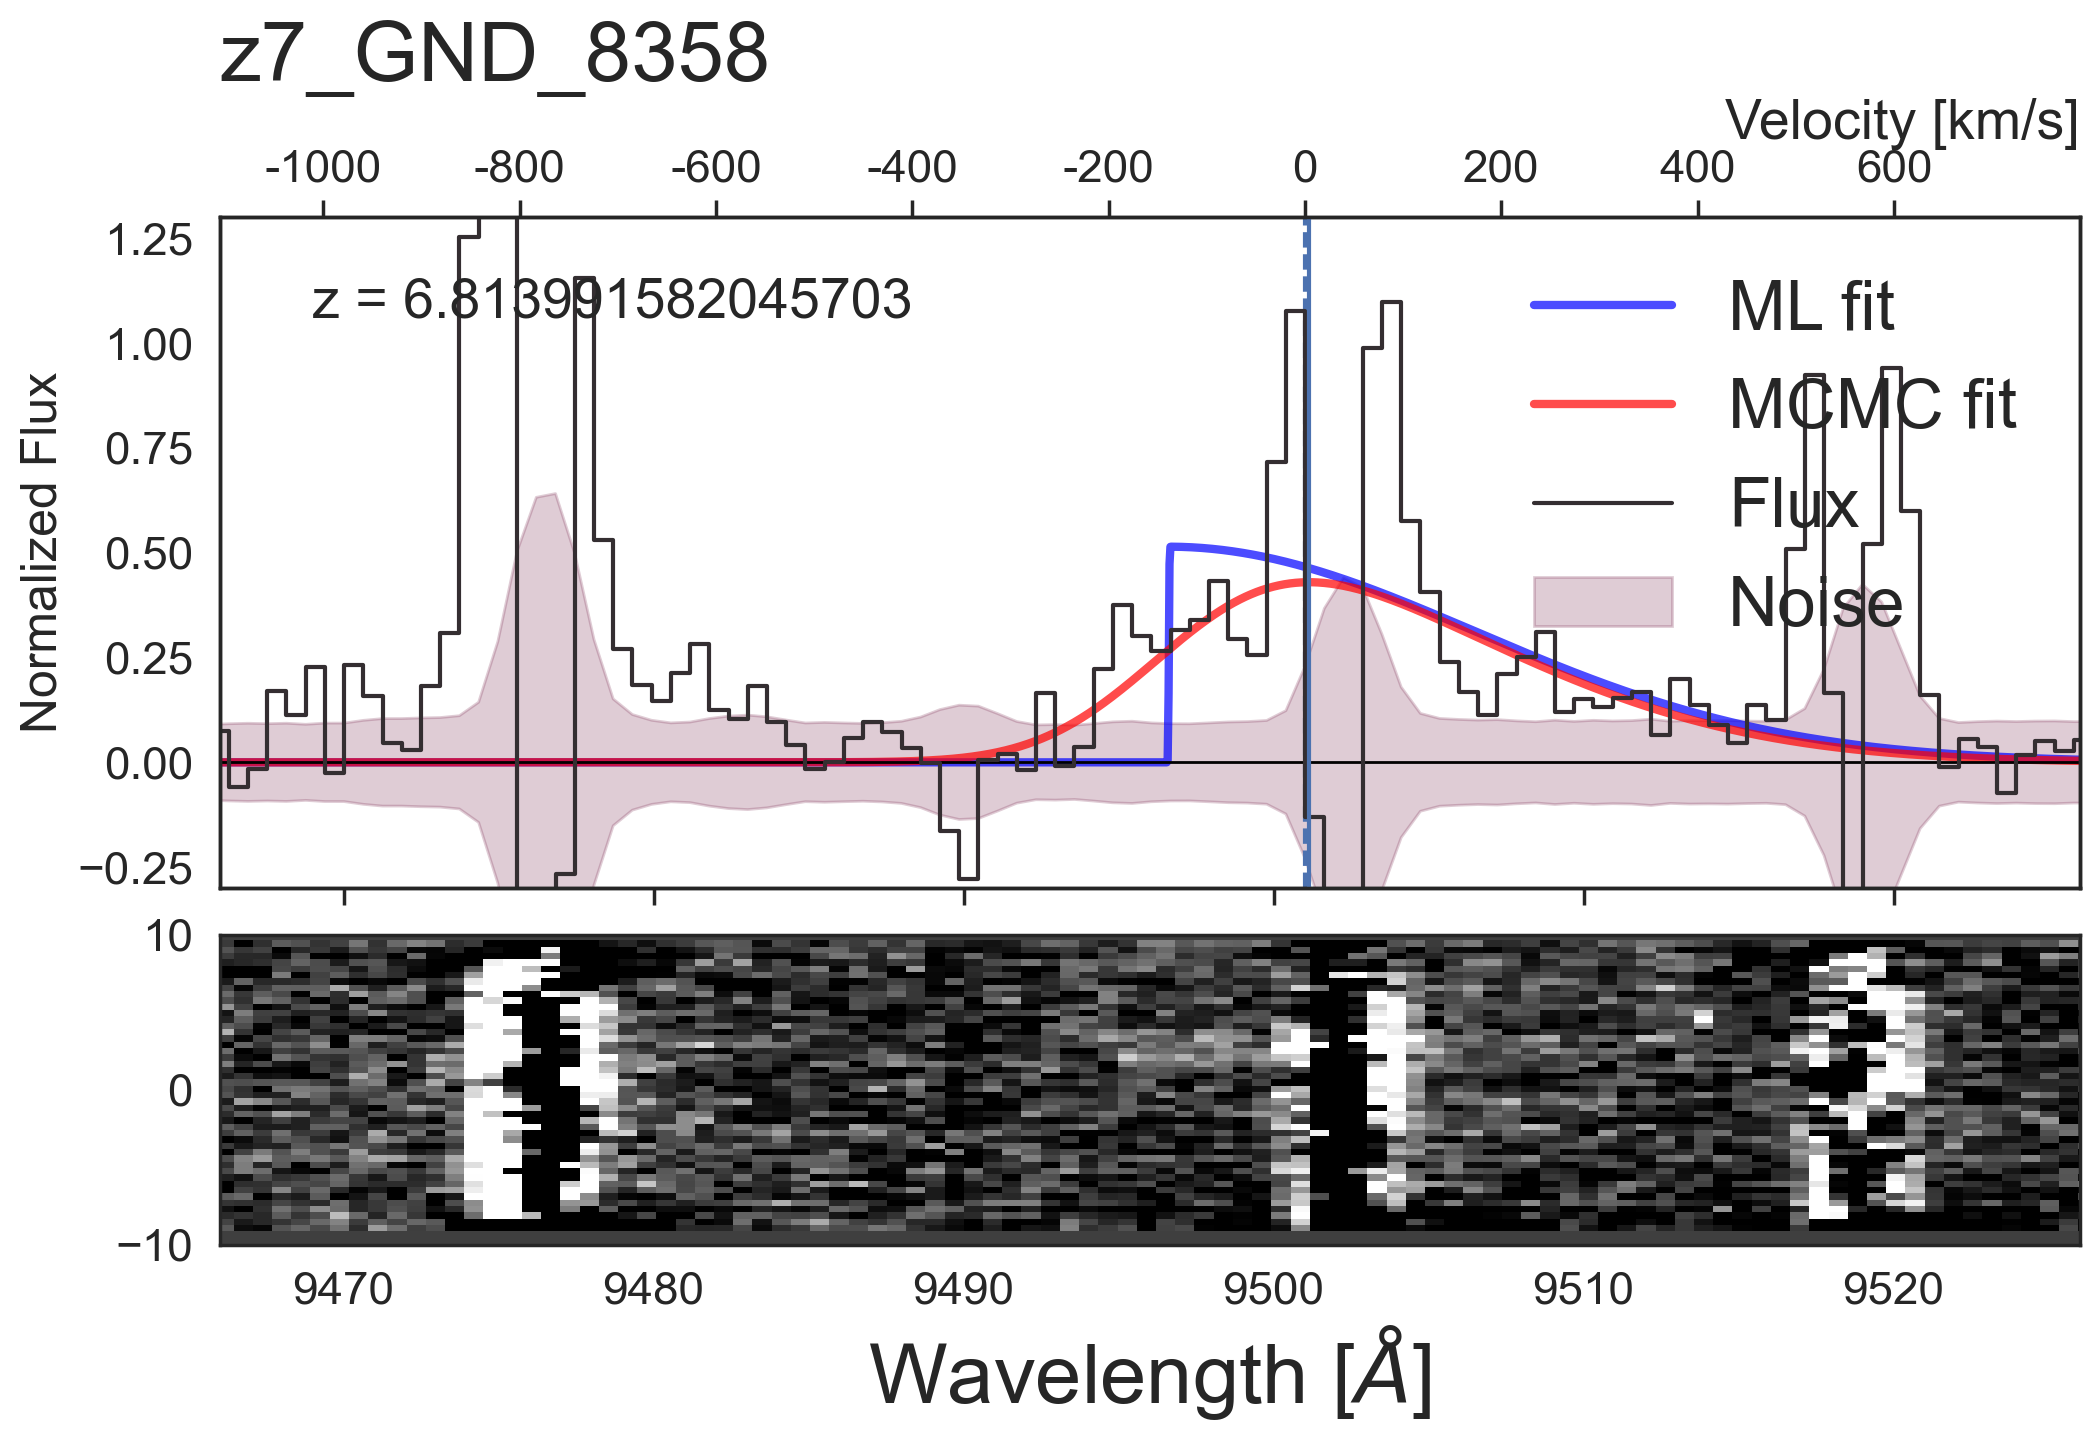 z7_GND_8358
Velocity [km/s]
-1000 -800 -600 -400 -200 0 200 400 600
1.25
1.00
0.75
0.50
0.25
0.00
−0.25
Normalized Flux
z = 6.813991582045703
ML fit
MCMC fit
Flux
Noise
10
0
−10
9470 9480 9490 9500 9510 9520
Wavelength [Å]